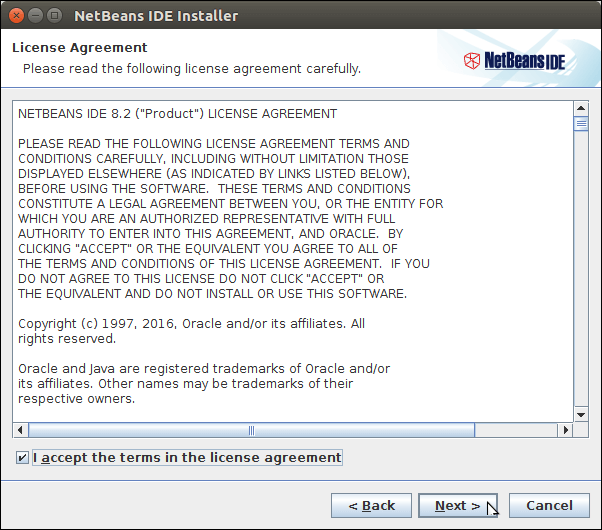 NetBeans IDE Installer
License Agreement
Please read the following license agreement carefully.
NetBeans IDE
NETBEANS IDE 8.2 ("Product") LICENSE AGREEMENT
PLEASE READ THE FOLLOWING LICENSE AGREEMENT TERMS AND
CONDITIONS CAREFULLY, INCLUDING WITHOUT LIMITATION THOSE
DISPLAYED ELSEWHERE (AS INDICATED BY LINKS LISTED BELOW),
BEFORE USING THE SOFTWARE.  THESE TERMS AND CONDITIONS
CONSTITUTE A LEGAL AGREEMENT BETWEEN YOU, OR THE ENTITY FOR
WHICH YOU ARE AN AUTHORIZED REPRESENTATIVE WITH FULL
AUTHORITY TO ENTER INTO THIS AGREEMENT, AND ORACLE.  BY
CLICKING "ACCEPT" OR THE EQUIVALENT YOU AGREE TO ALL OF
THE TERMS AND CONDITIONS OF THIS LICENSE AGREEMENT.  IF YOU
DO NOT AGREE TO THIS LICENSE DO NOT CLICK "ACCEPT" OR
THE EQUIVALENT AND DO NOT INSTALL OR USE THIS SOFTWARE.
Copyright (c) 1997, 2016, Oracle and/or its affiliates. All
rights reserved.
Oracle and Java are registered trademarks of Oracle and/or
its affiliates. Other names may be trademarks of their
respective owners.
I accept the terms in the license agreement
< Back
Next >
Cancel